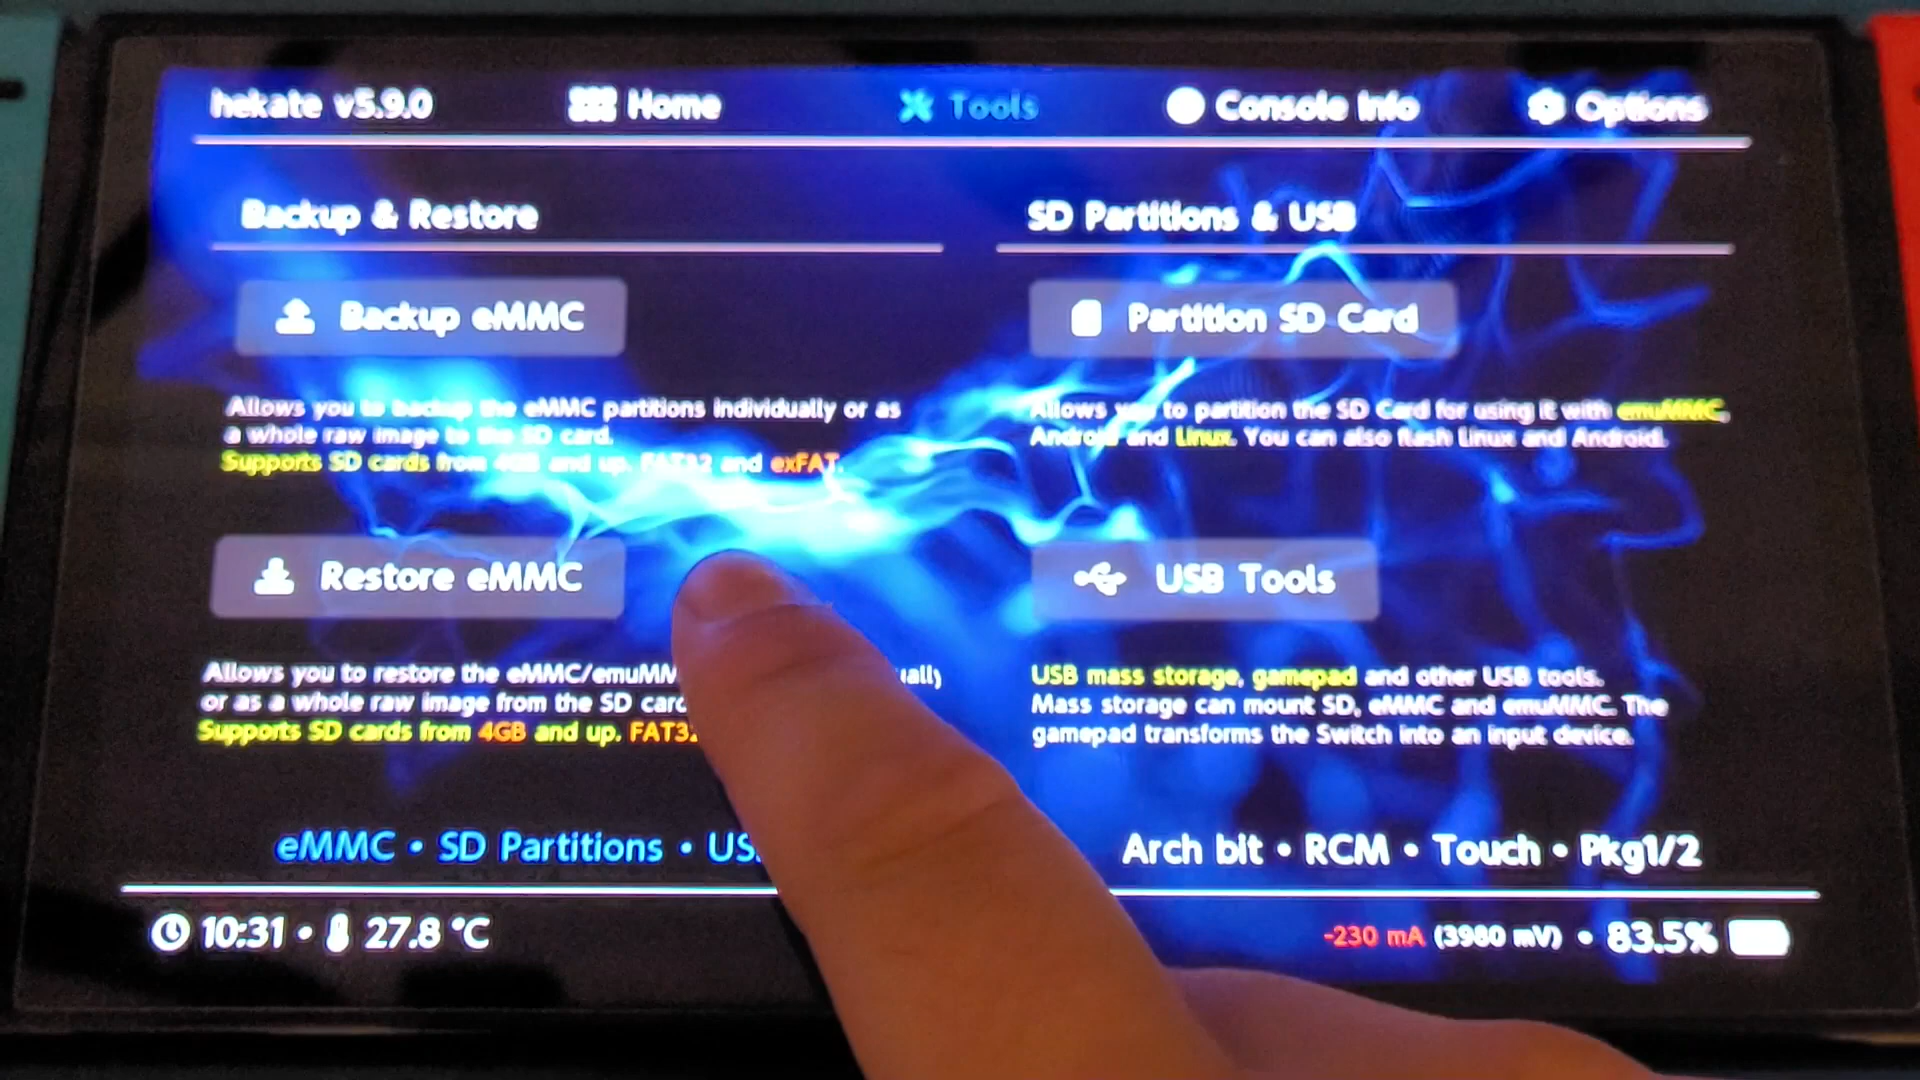 hekate v5.9.0 Home Tools Console Info Options
Backup & Restore
Backup eMMC
Allows you to backup the eMMC partitions individually or as
a whole raw image to the SD card.
Supports SD cards from 4GB and up. FAT32 and exFAT.
Restore eMMC
Allows you to restore the eMMC/emuMM
or as a whole raw image from the SD card
Supports SD cards from 4GB and up. FAT32
SD Partitions & USB
Partition SD Card
Allows you to partition the SD Card for using it with emuMMC,
Android and Linux. You can also flash Linux and Android.
USB Tools
USB mass storage, gamepad and other USB tools.
Mass storage can mount SD, eMMC and emuMMC. The
gamepad transforms the Switch into an input device.
eMMC • SD Partitions • US
Arch bit • RCM • Touch • Pkg1/2
10:31 • 27.8 °C
-230 mA (3980 mV) • 83.5%